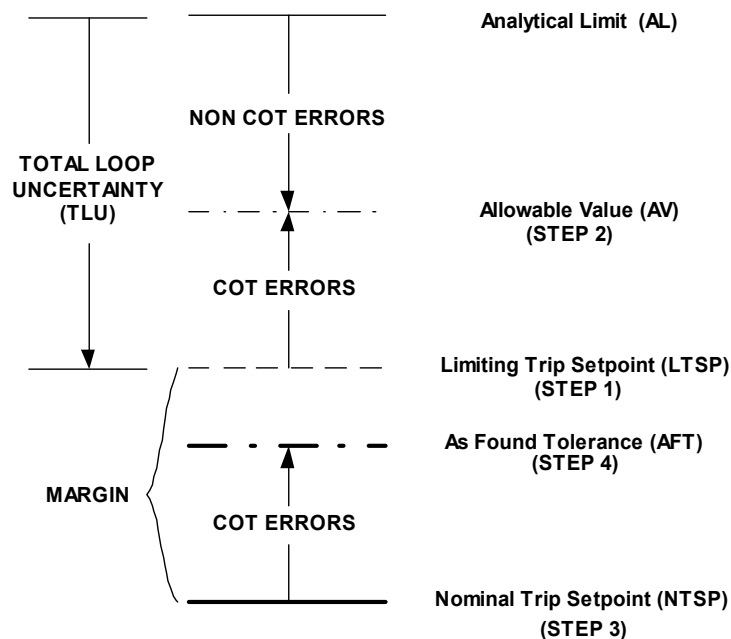 Analytical Limit (AL)
NON COT ERRORS
TOTAL LOOP
UNCERTAINTY
(TLU)
Allowable Value (AV)
(STEP 2)
COT ERRORS
Limiting Trip Setpoint (LTSP)
(STEP 1)
As Found Tolerance (AFT)
(STEP 4)
MARGIN
COT ERRORS
Nominal Trip Setpoint (NTSP)
(STEP 3)